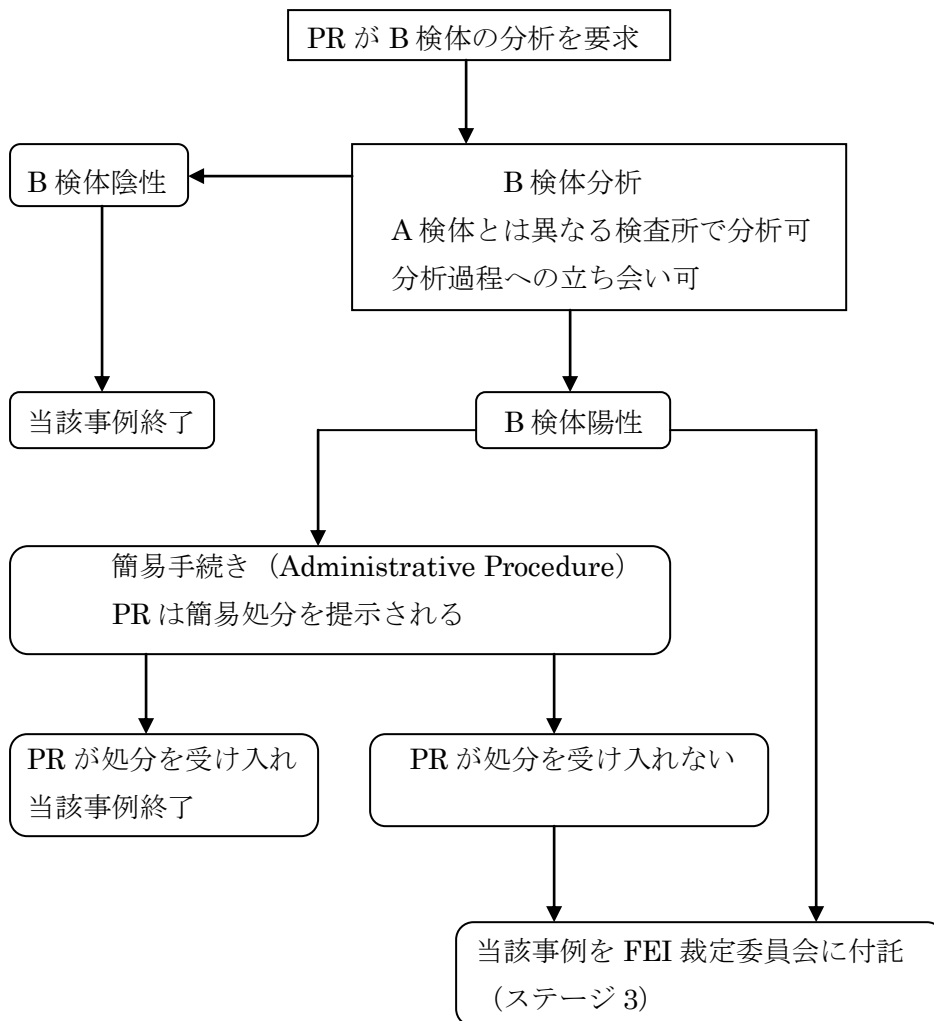 PR が B 検体の分析を要求
B 検体陰性
B 検体分析
A 検体とは異なる検査所で分析可
分析過程への立ち会い可
当該事例終了
B 検体陽性
簡易手続き（Administrative Procedure）
PR は簡易処分を提示される
PR が処分を受け入れ
当該事例終了
PR が処分を受け入れない
当該事例を FEI 裁定委員会に付託
（ステージ 3）